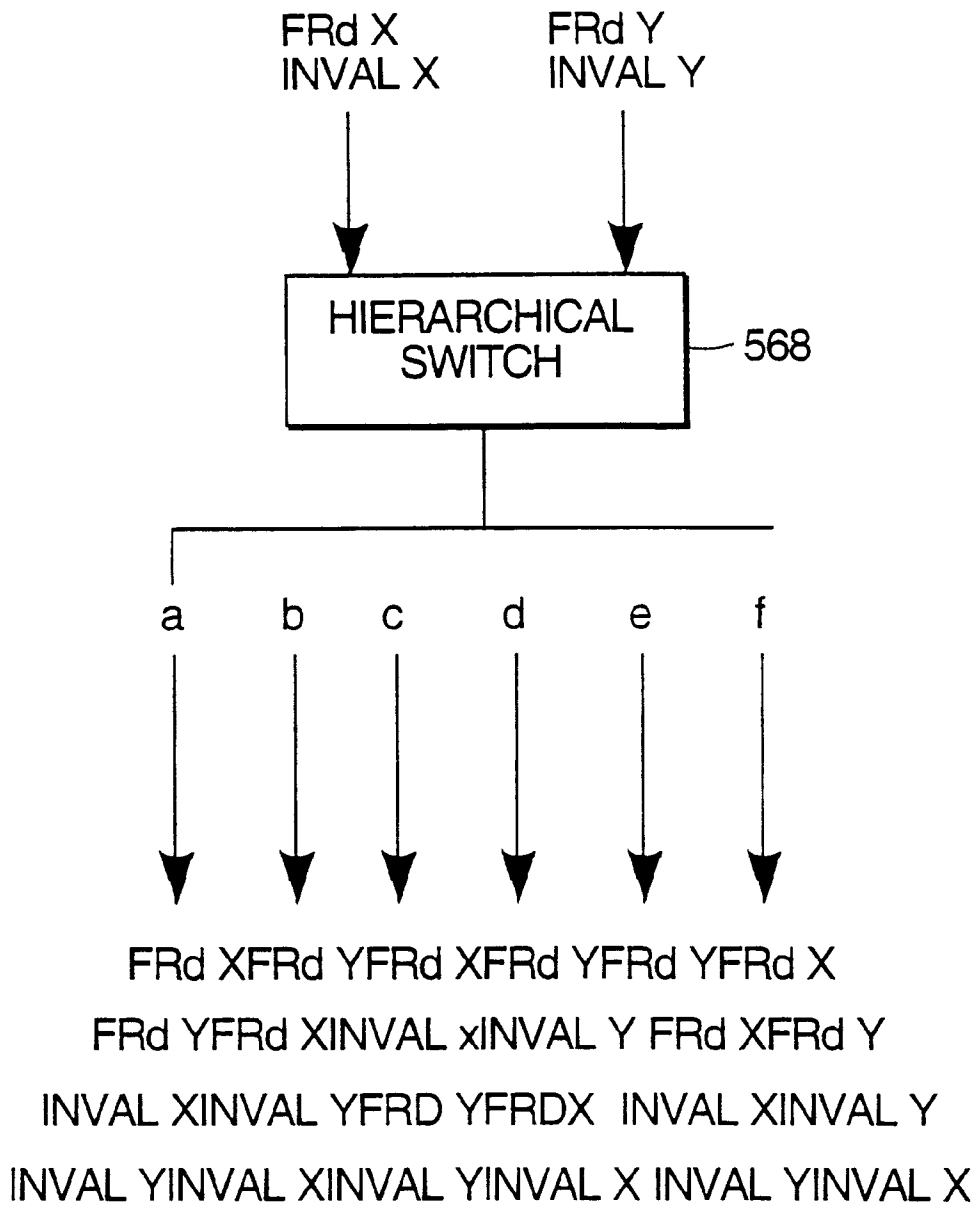 FRd X
INVAL X
FRd Y
INVAL Y
HIERARCHICAL
SWITCH
568
a b c d e f
FRd XFRd YFRd XFRd YFRd YFRd X
FRd YFRd XINVAL xINVAL Y FRd XFRd Y
INVAL XINVAL YFRD YFRDX INVAL XINVAL Y
INVAL YINVAL XINVAL YINVAL X INVAL YINVAL X